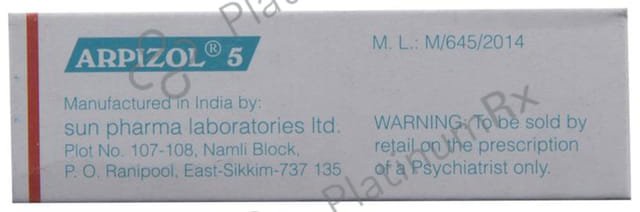 ARPIZOL® 5
M. L.: M/645/2014
Manufactured in India by:
sun pharma laboratories ltd.
Plot No. 107-108, Namli Block,
P. O. Ranipool, East-Sikkim-737 135
WARNING: To be sold by
retail on the prescription
of a Psychiatrist only.
PlatinumRx